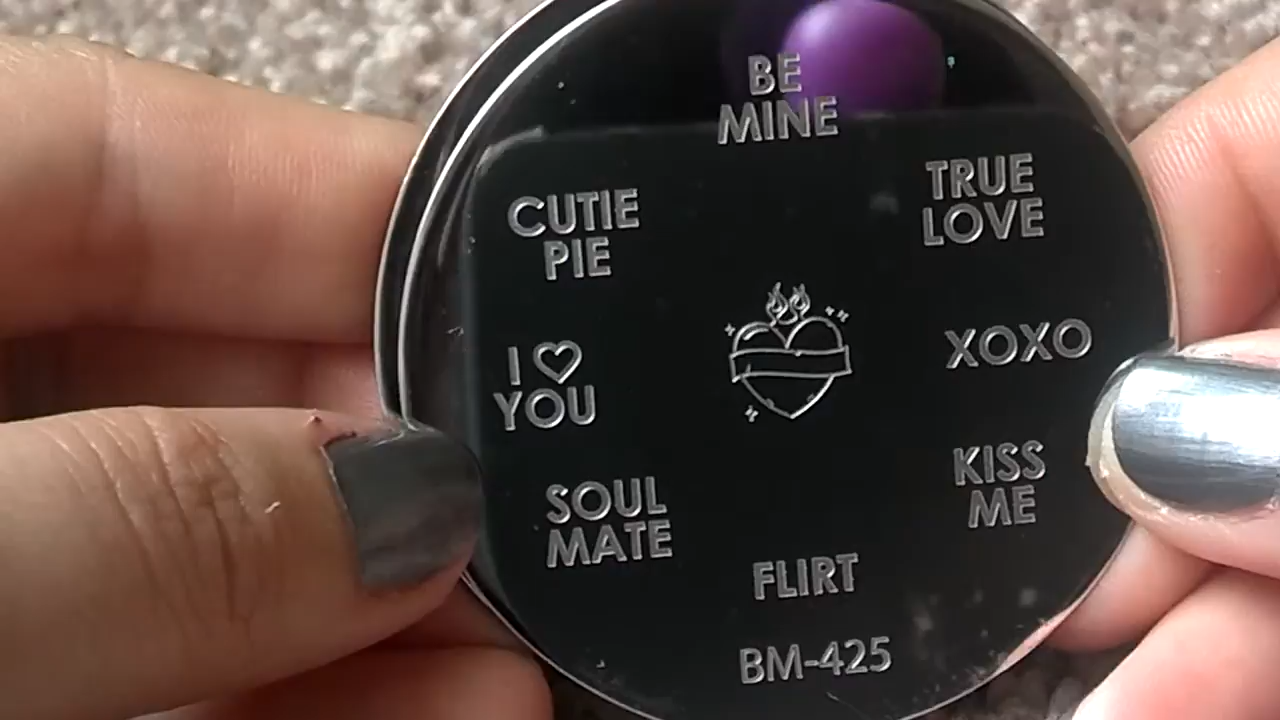 BE
MINE
TRUE
LOVE
CUTIE
PIE
XOXO
I ♡
YOU
KISS
ME
SOUL
MATE
FLIRT
BM-425